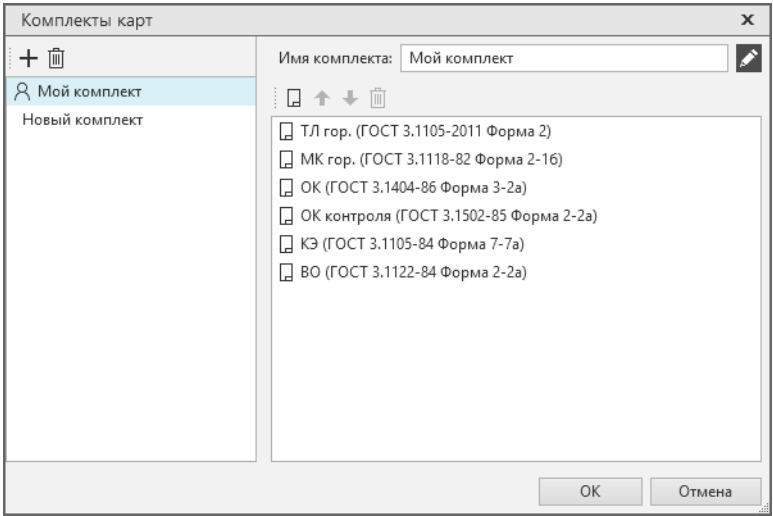 Комплекты карт
Имя комплекта: Мой комплект
Мой комплект
Новый комплект
ТЛ гор. (ГОСТ 3.1105-2011 Форма 2)
МК гор. (ГОСТ 3.1118-82 Форма 2-1б)
ОК (ГОСТ 3.1404-86 Форма 3-2а)
ОК контроля (ГОСТ 3.1502-85 Форма 2-2а)
КЭ (ГОСТ 3.1105-84 Форма 7-7а)
ВО (ГОСТ 3.1122-84 Форма 2-2а)
ОК
Отмена